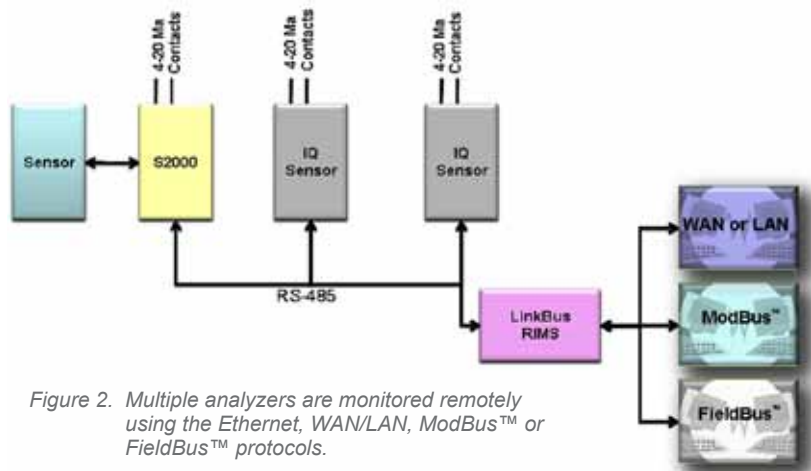 4-20 Ma
Contacts
4-20 Ma
Contacts
4-20 Ma
Contacts
Sensor
S2000
IQ
Sensor
IQ
Sensor
RS-485
LinkBus
RIMS
WAN or LAN
ModBus™
FieldBus™
Figure 2. Multiple analyzers are monitored remotely
using the Ethernet, WAN/LAN, ModBus™ or
FieldBus™ protocols.